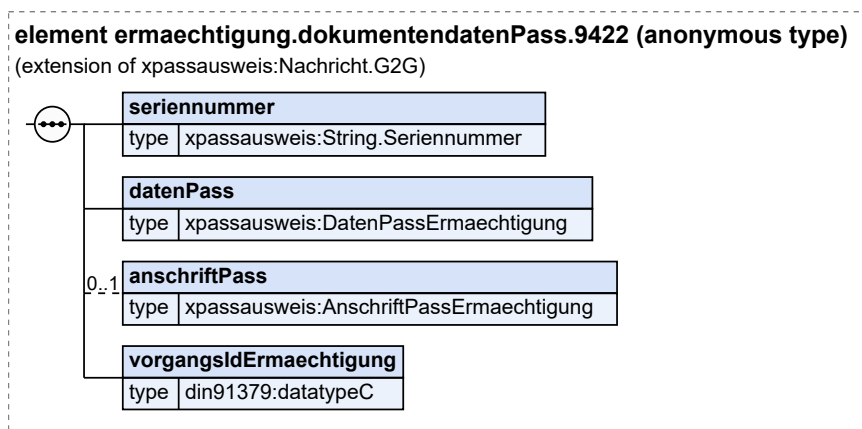 element ermaechtigung.dokumentendatenPass.9422 (anonymous type)
(extension of xpassausweis:Nachricht.G2G)
seriennummer
type xpassausweis:String.Seriennummer
datenPass
type xpassausweis:DatenPassErmaechtigung
0..1
anschriftPass
type xpassausweis:AnschriftPassErmaechtigung
vorgangsIdErmaechtigung
type din91379:datatypeC